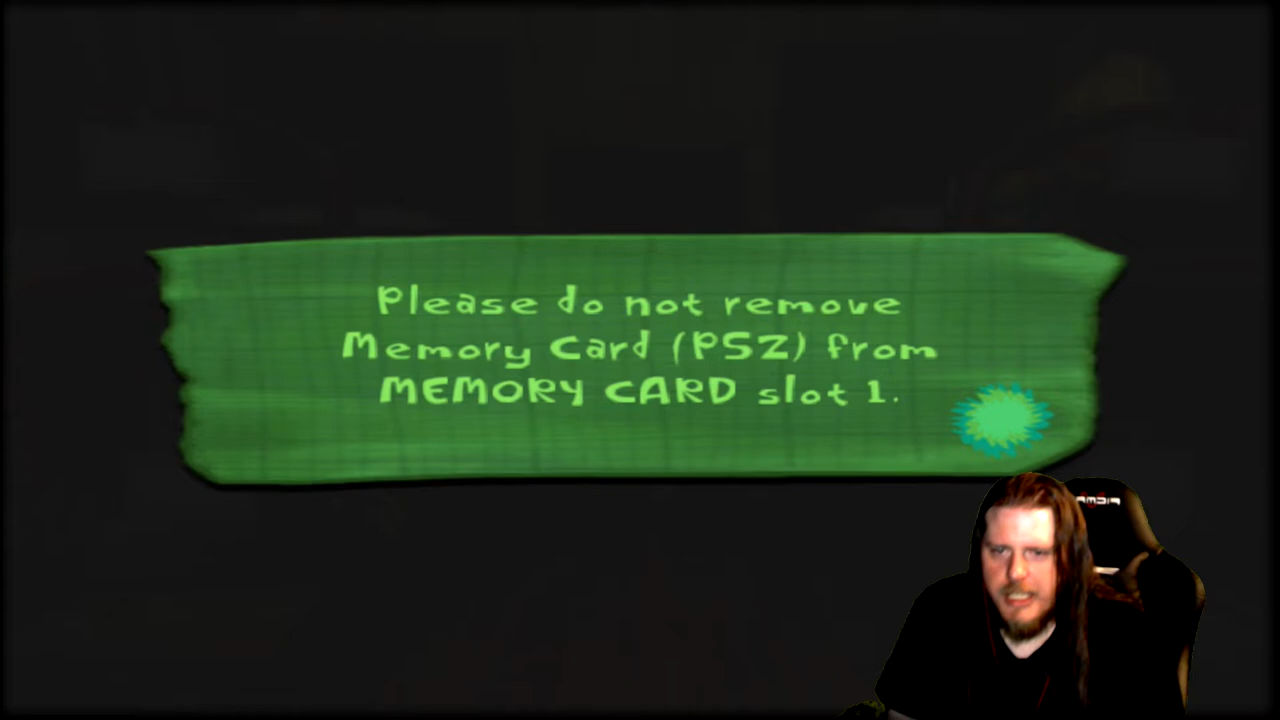 Please do not remove
Memory Card (PS2) from
MEMORY CARD slot 1.